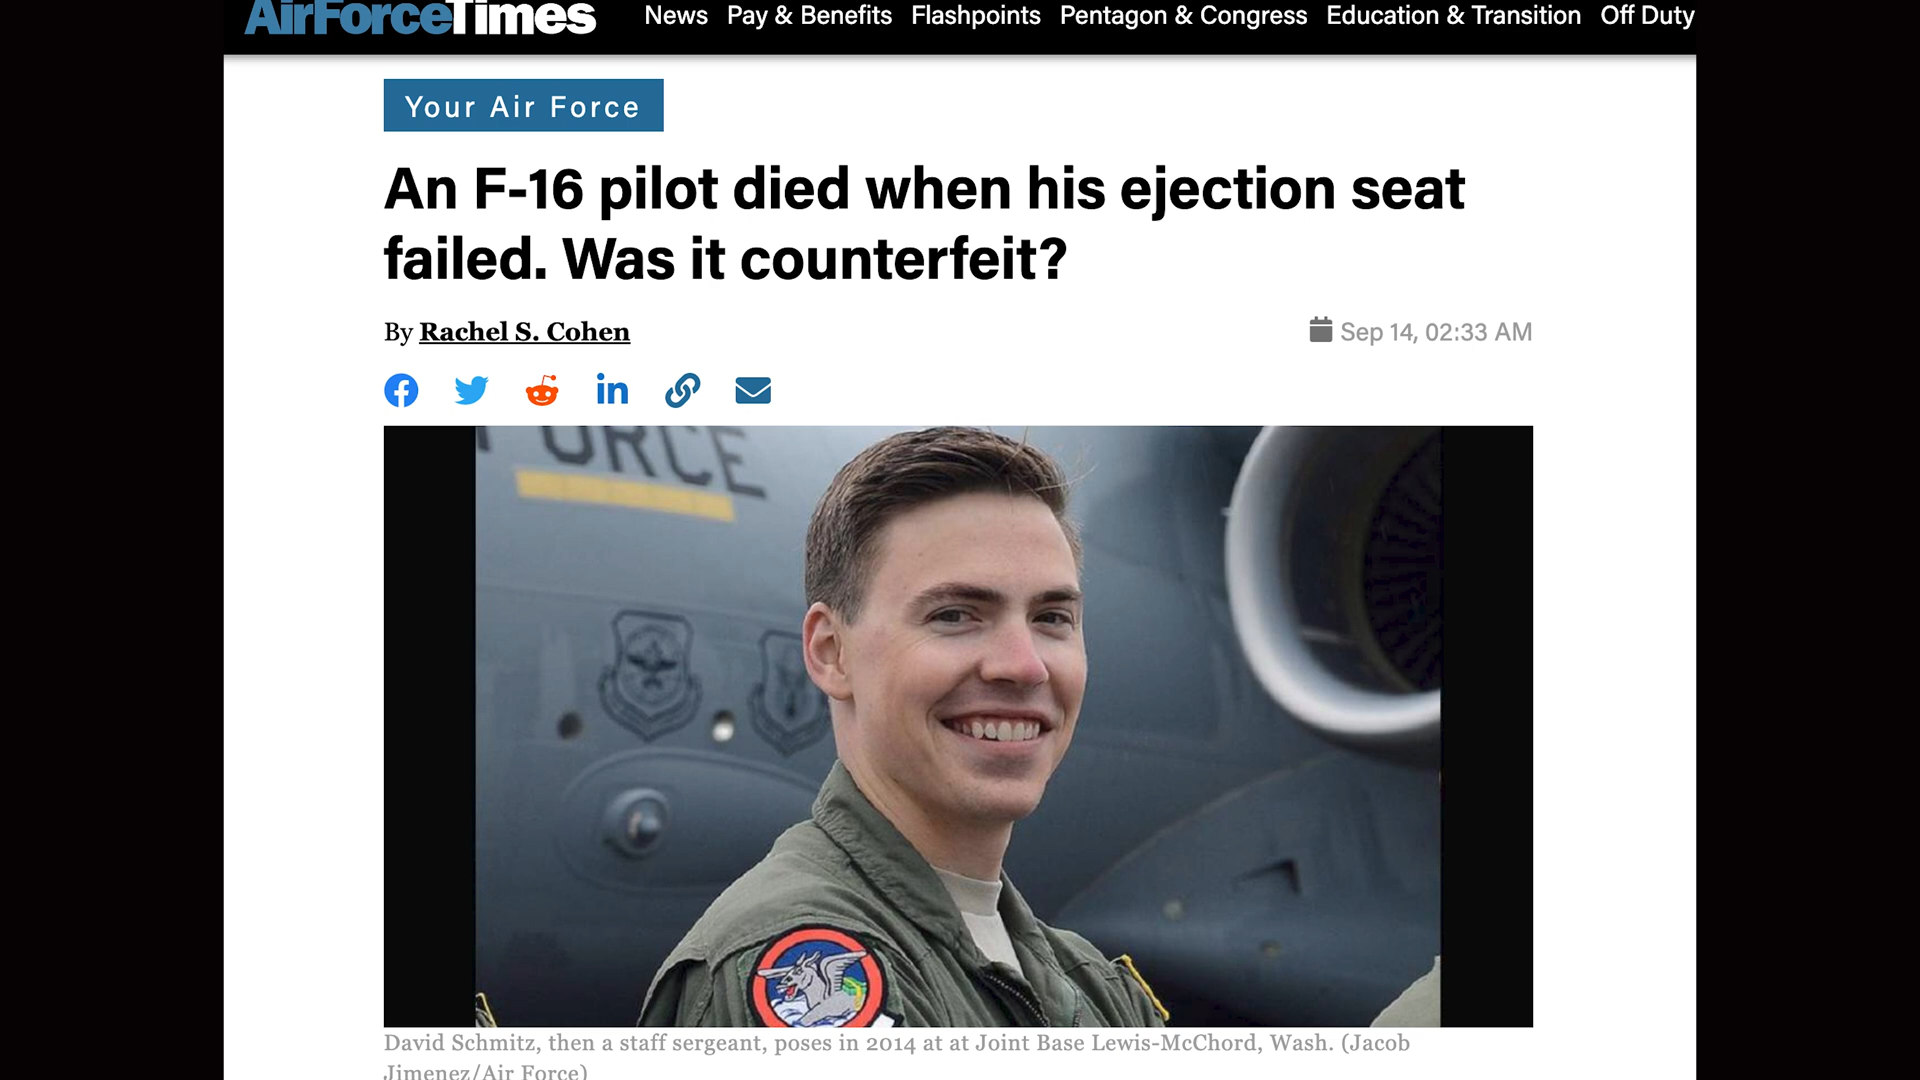 AirForceTimes
News Pay & Benefits Flashpoints Pentagon & Congress Education & Transition Off Duty
Your Air Force
An F-16 pilot died when his ejection seat
failed. Was it counterfeit?
By Rachel S. Cohen
Sep 14, 02:33 AM
FORCE
David Schmitz, then a staff sergeant, poses in 2014 at at Joint Base Lewis-McChord, Wash. (Jacob
Jimenez/Air Force)